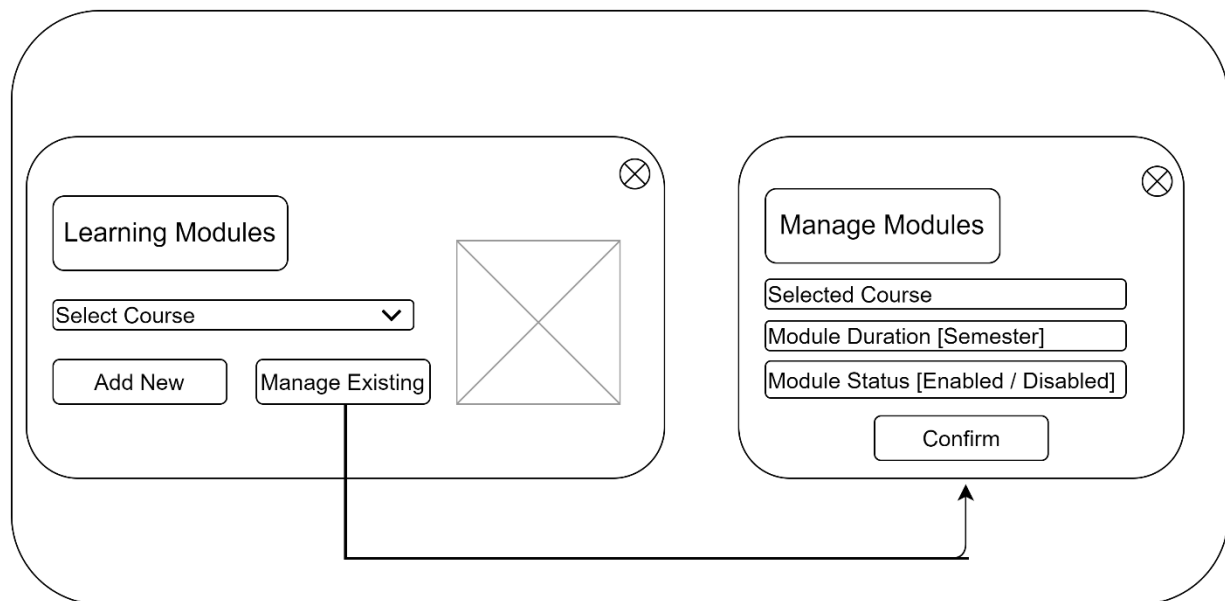 Learning Modules
Select Course
Add New
Manage Existing
Manage Modules
Selected Course
Module Duration [Semester]
Module Status [Enabled / Disabled]
Confirm